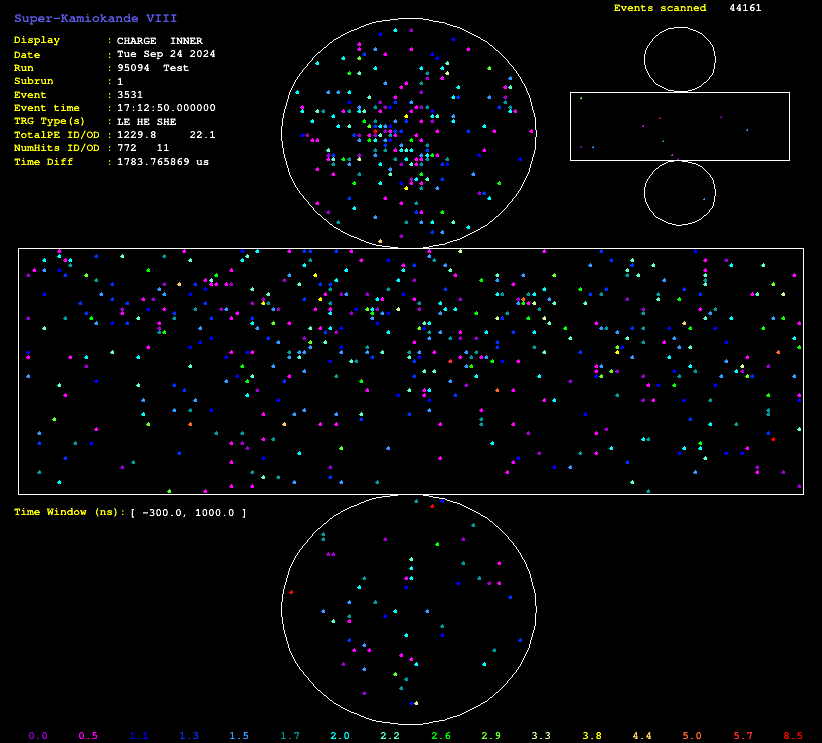 Super-Kamiokande VIII
Events scanned 44161
Display : CHARGE INNER
Date : Tue Sep 24 2024
Run : 95094 Test
Subrun : 1
Event : 3531
Event time : 17:12:50.000000
TRG Type(s) : LE HE SHE
TotalPE ID/OD : 1229.8 22.1
NumHits ID/OD : 772 11
Time Diff : 1783.765869 us
Time Window (ns): [ -300.0, 1000.0 ]
0.0 0.5 1.1 1.3 1.5 1.7 2.0 2.2 2.6 2.9 3.3 3.8 4.4 5.0 5.7 8.5